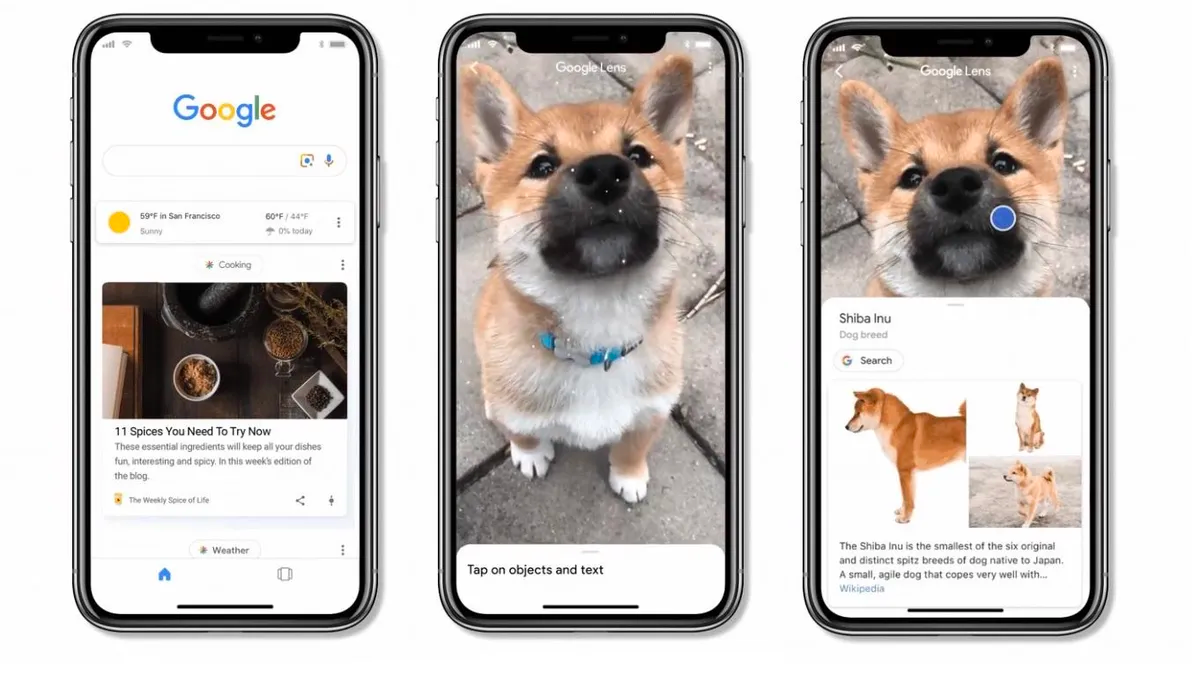 Google
59°F in San Francisco
60°F / 44°F
Sunny
0% today
Cooking
11 Spices You Need To Try Now
These essential ingredients will keep all your dishes
fun, interesting and spicy. In this week's edition of
the blog.
The Weekly Spice of Life
Weather
Google Lens
Tap on objects and text
Google Lens
Shiba Inu
Dog breed
G Search
The Shiba Inu is the smallest of the six original
and distinct spitz breeds of dog native to Japan.
A small, agile dog that copes very well with...
Wikipedia